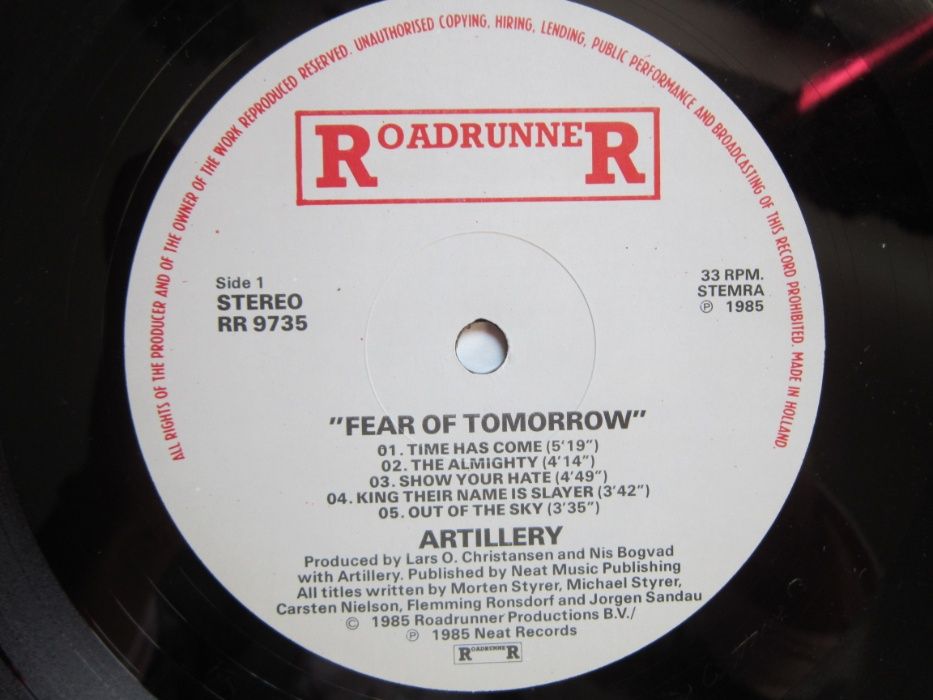 ALL RIGHTS OF THE PRODUCER AND OF THE OWNER OF THE WORK REPRODUCED RESERVED. UNAUTHORISED COPYING, HIRING, LENDING, PUBLIC PERFORMANCE AND BROADCASTING OF THIS RECORD PROHIBITED. MADE IN HOLLAND.
ROADRUNNER
Side 1
STEREO
RR 9735
33 RPM.
STEMRA
℗ 1985
"FEAR OF TOMORROW"
01. TIME HAS COME (5'19")
02. THE ALMIGHTY (4'14")
03. SHOW YOUR HATE (4'49")
04. KING THEIR NAME IS SLAYER (3'42")
05. OUT OF THE SKY (3'35")
ARTILLERY
Produced by Lars O. Christansen and Nis Bogvad
with Artillery. Published by Neat Music Publishing
All titles written by Morten Styrer, Michael Styrer,
Carsten Nielson, Flemming Ronsdorf and Jorgen Sandau
© 1985 Roadrunner Productions B.V./
℗ 1985 Neat Records
ROADRUNNER